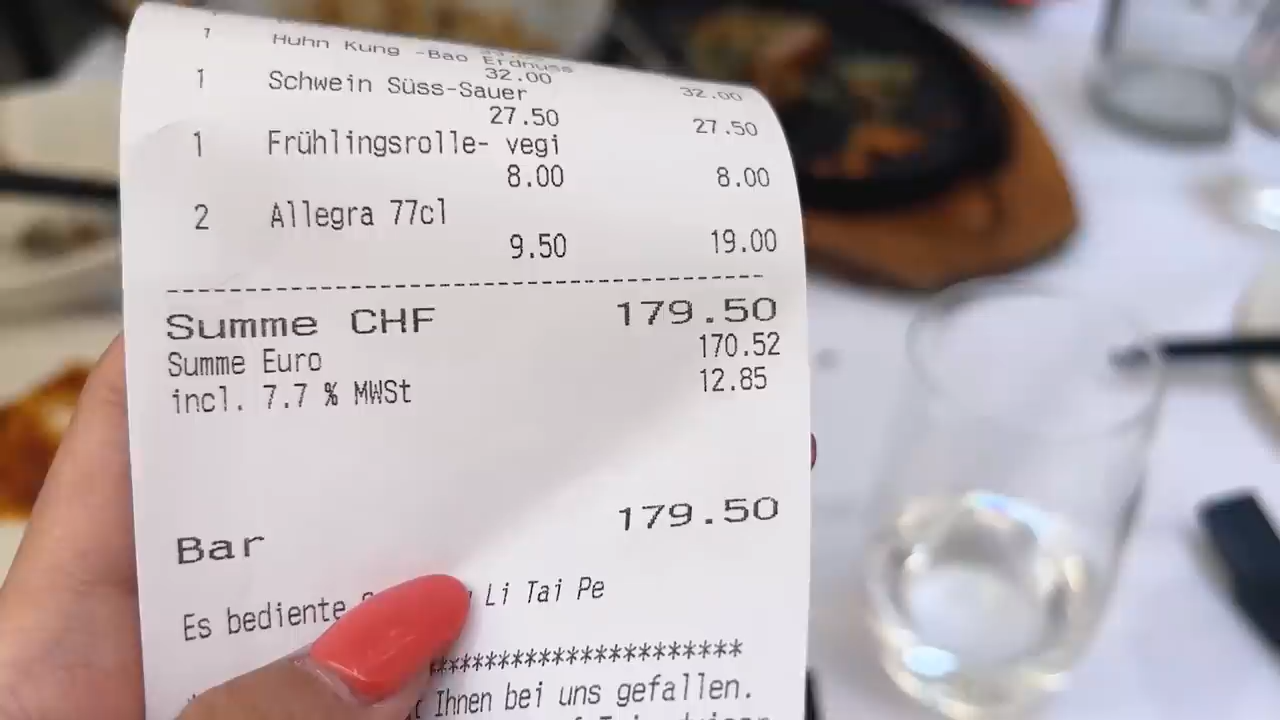 1 Huhn Kung -Bao Erdnuss
32.00 32.00
1 Schwein Süss-Sauer
27.50 27.50
1 Frühlingsrolle- vegi
8.00 8.00
2 Allegra 77cl
9.50 19.00
Summe CHF 179.50
Summe Euro 170.52
incl. 7.7 % MWSt 12.85
Bar 179.50
Es bediente Li Tai Pe
***********************
Ihnen bei uns gefallen.